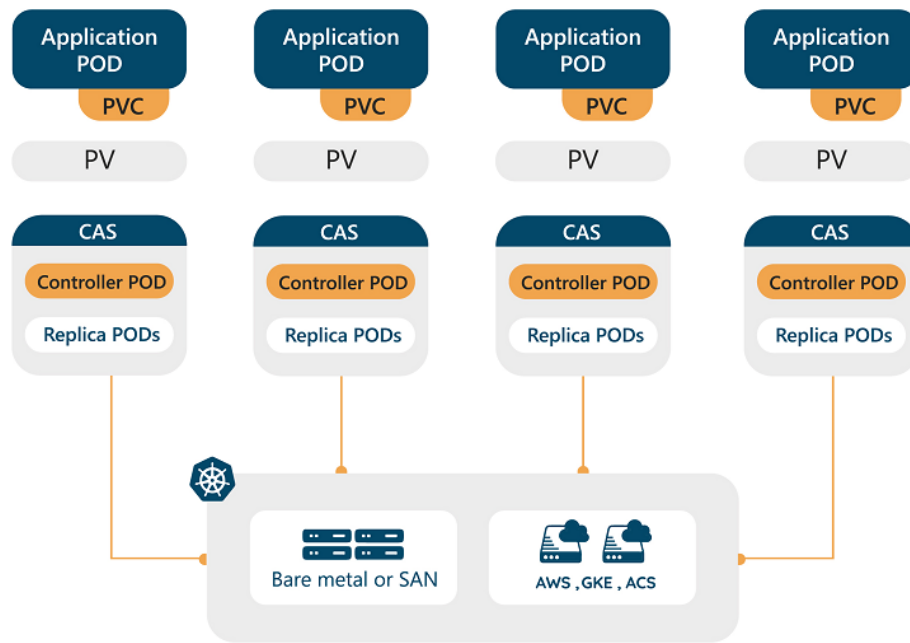 Application
POD
PVC
Application
POD
PVC
Application
POD
PVC
Application
POD
PVC
PV
PV
PV
PV
CAS
Controller POD
Replica PODs
CAS
Controller POD
Replica PODs
CAS
Controller POD
Replica PODs
CAS
Controller POD
Replica PODs
Bare metal or SAN
AWS , GKE , ACS